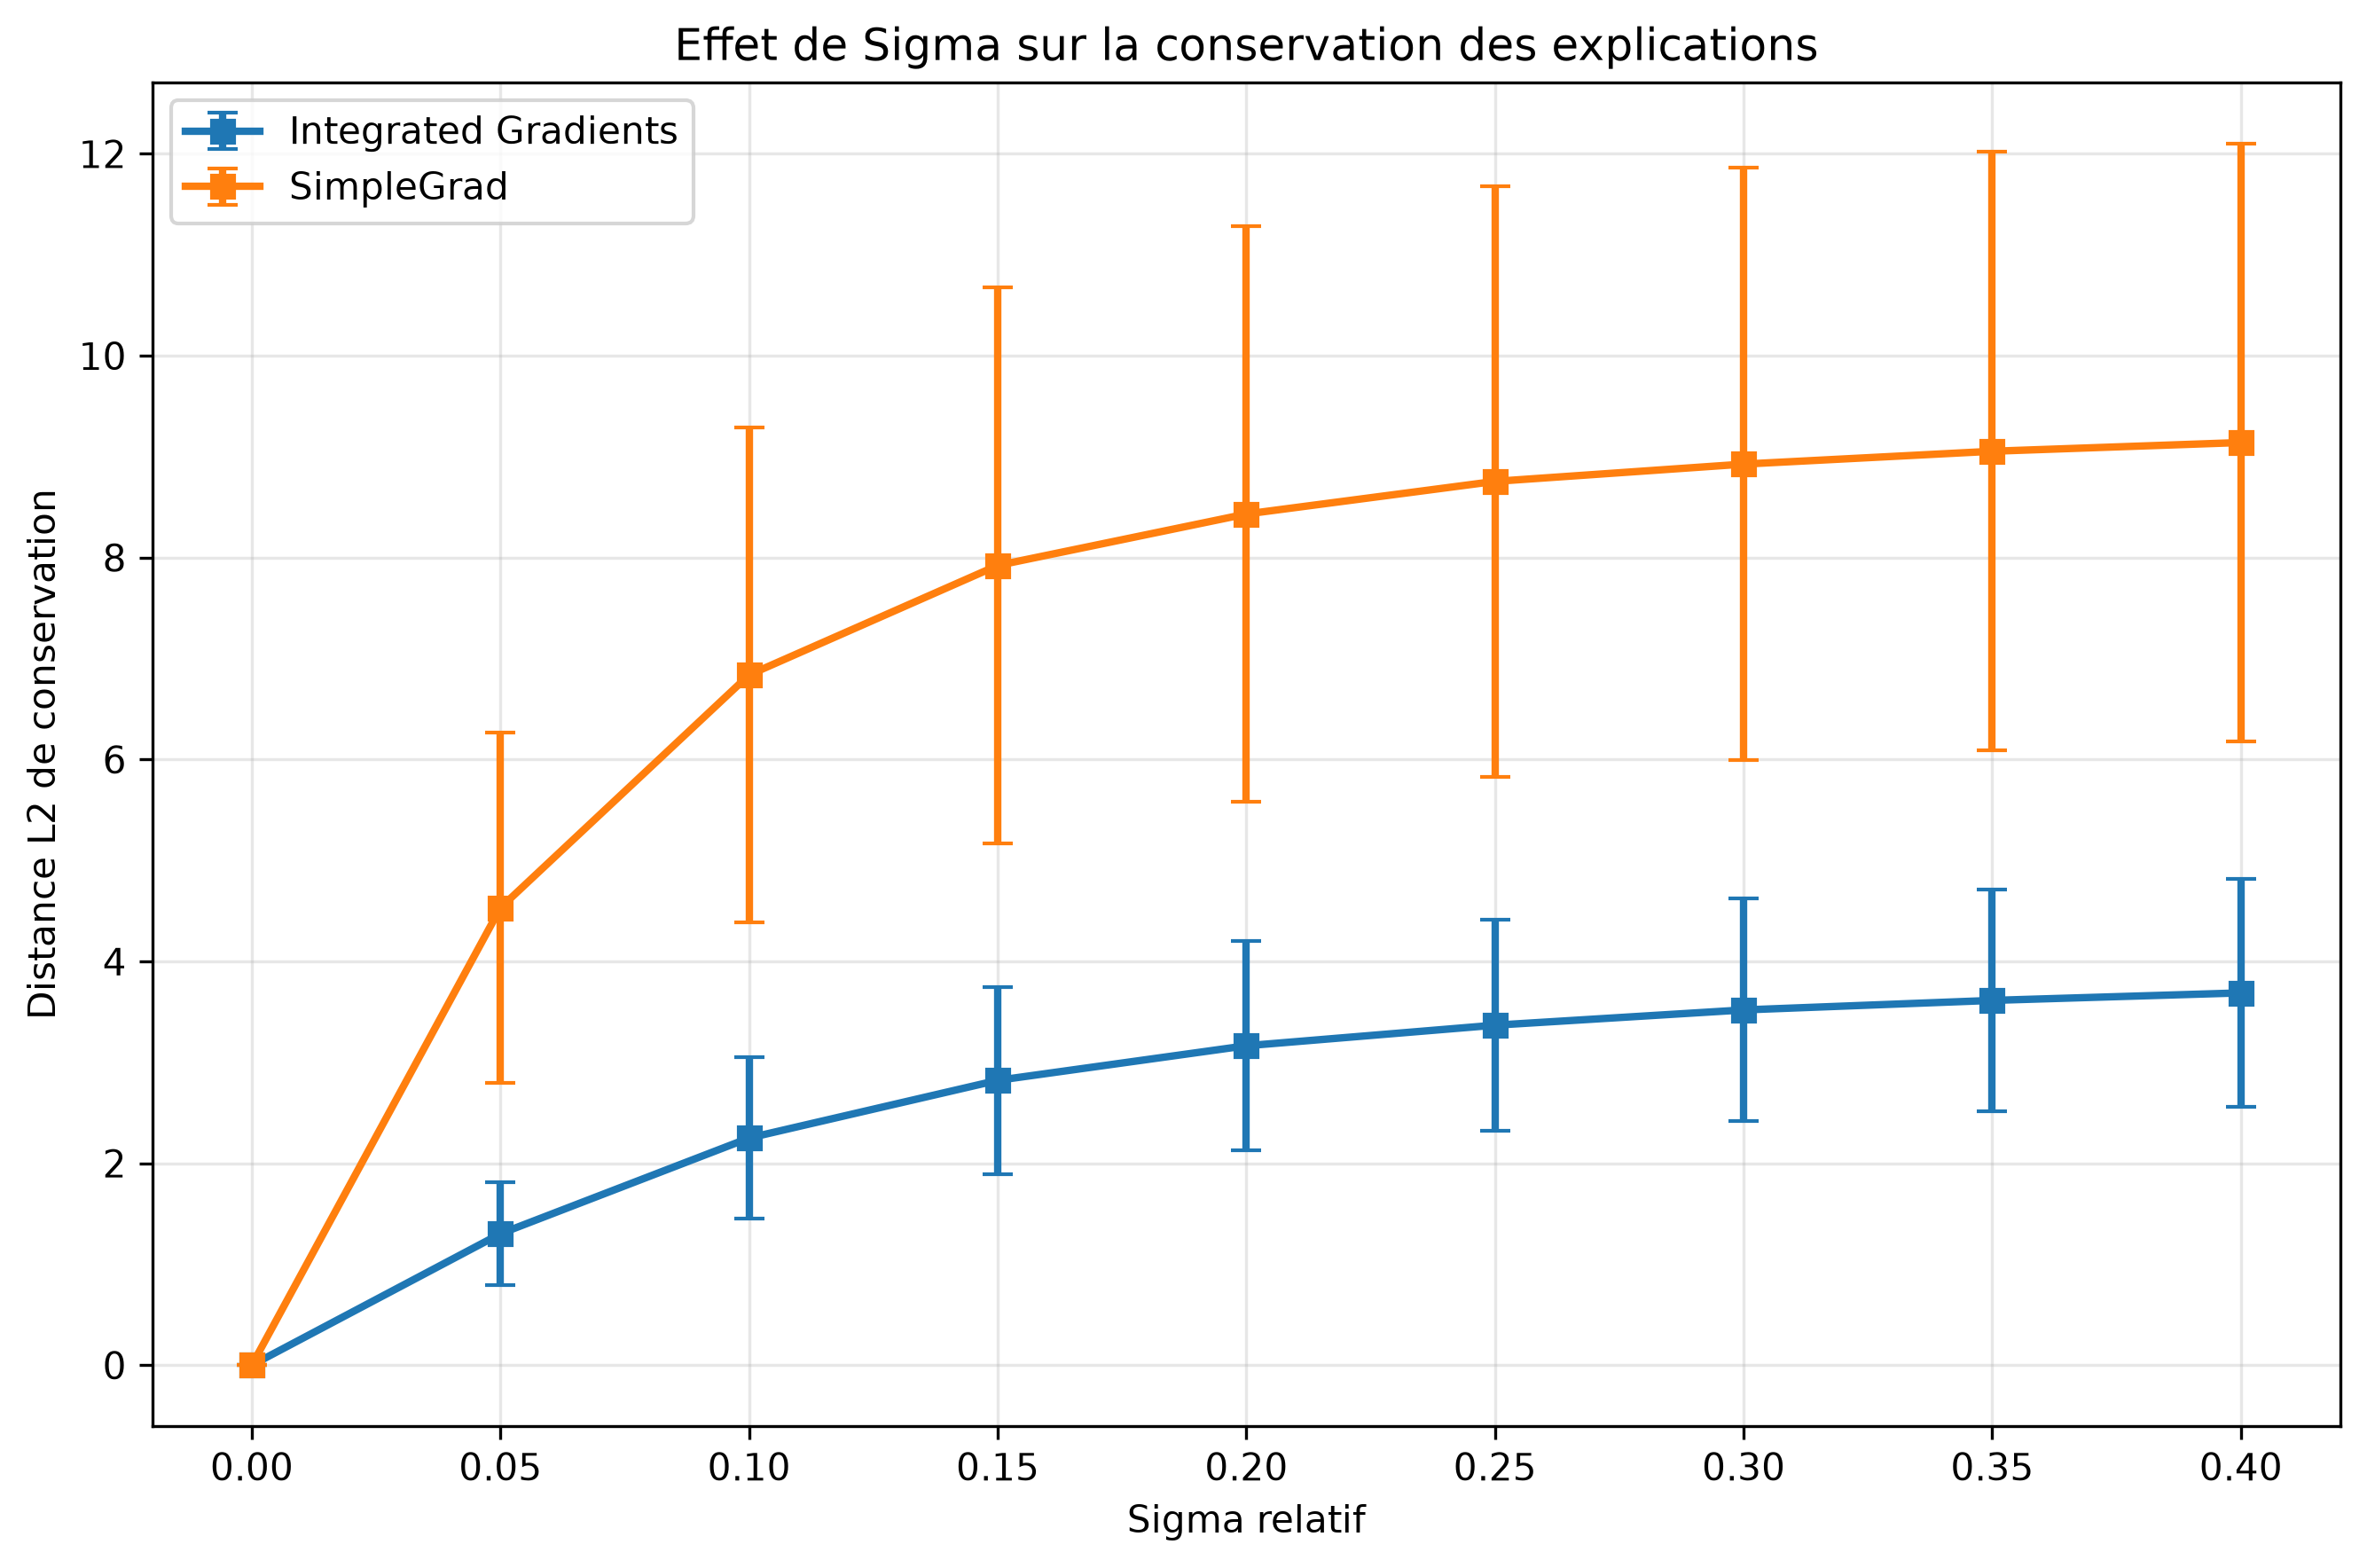 Effet de Sigma sur la conservation des explications
Integrated Gradients
SimpleGrad
Distance L2 de conservation
12
10
8
6
4
2
0
0.00 0.05 0.10 0.15 0.20 0.25 0.30 0.35 0.40
Sigma relatif